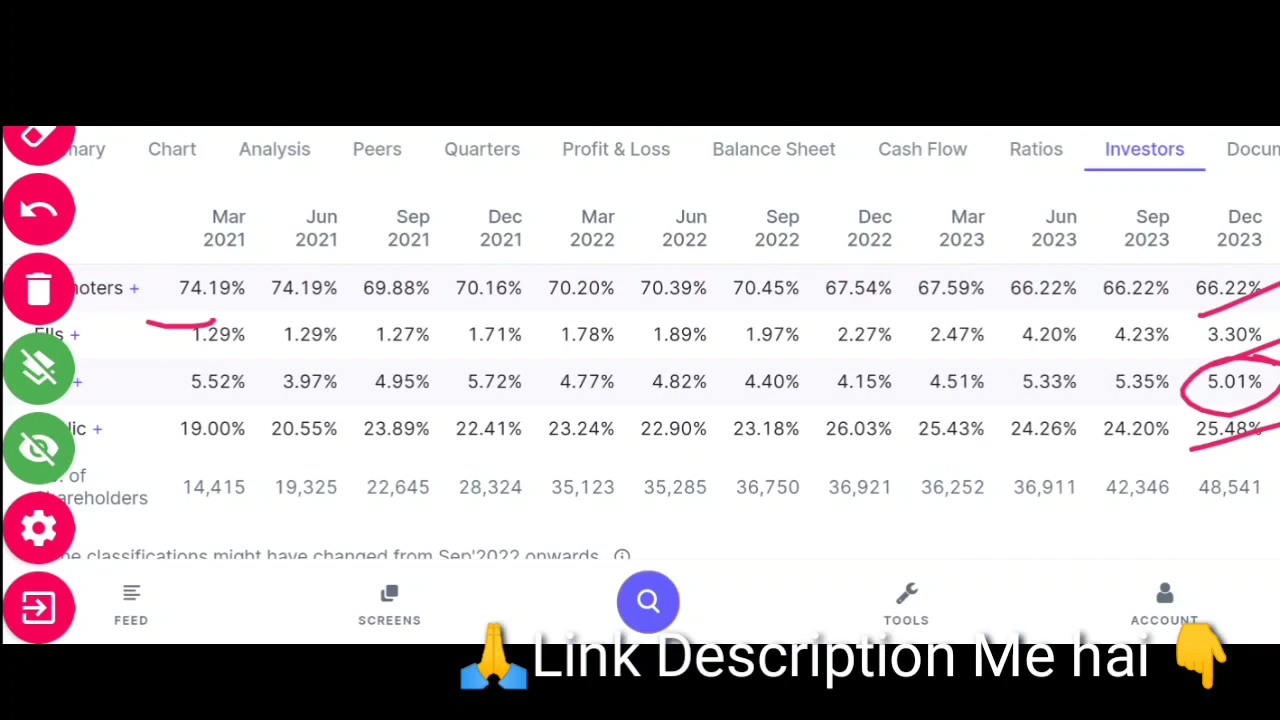 Chart Analysis Peers Quarters Profit & Loss Balance Sheet Cash Flow Ratios Investors
Mar 2021 Jun 2021 Sep 2021 Dec 2021 Mar 2022 Jun 2022 Sep 2022 Dec 2022 Mar 2023 Jun 2023 Sep 2023 Dec 2023
+ 74.19% 74.19% 69.88% 70.16% 70.20% 70.39% 70.45% 67.54% 67.59% 66.22% 66.22% 66.22%
+ 1.29% 1.29% 1.27% 1.71% 1.78% 1.89% 1.97% 2.27% 2.47% 4.20% 4.23% 3.30%
+ 5.52% 3.97% 4.95% 5.72% 4.77% 4.82% 4.40% 4.15% 4.51% 5.33% 5.35% 5.01%
+ 19.00% 20.55% 23.89% 22.41% 23.24% 22.90% 23.18% 26.03% 25.43% 24.26% 24.20% 25.48%
of
14,415 19,325 22,645 28,324 35,123 35,285 36,750 36,921 36,252 36,911 42,346 48,541
classifications might have changed from Sep'2022 onwards
FEED SCREENS TOOLS ACCOUNT
🙏Link Description Me hai 👇